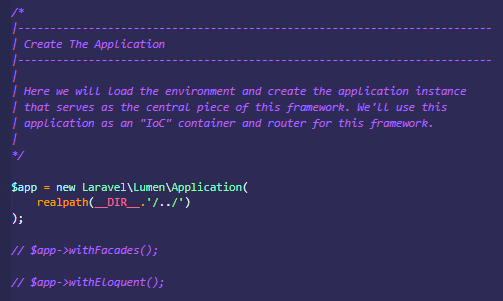 /*
|--------------------------------------------------------------------------
| Create The Application
|--------------------------------------------------------------------------
|
| Here we will load the environment and create the application instance
| that serves as the central piece of this framework. We'll use this
| application as an "IoC" container and router for this framework.
|
*/
$app = new Laravel\Lumen\Application(
    realpath(__DIR__.'/../')
);
// $app->withFacades();
// $app->withEloquent();